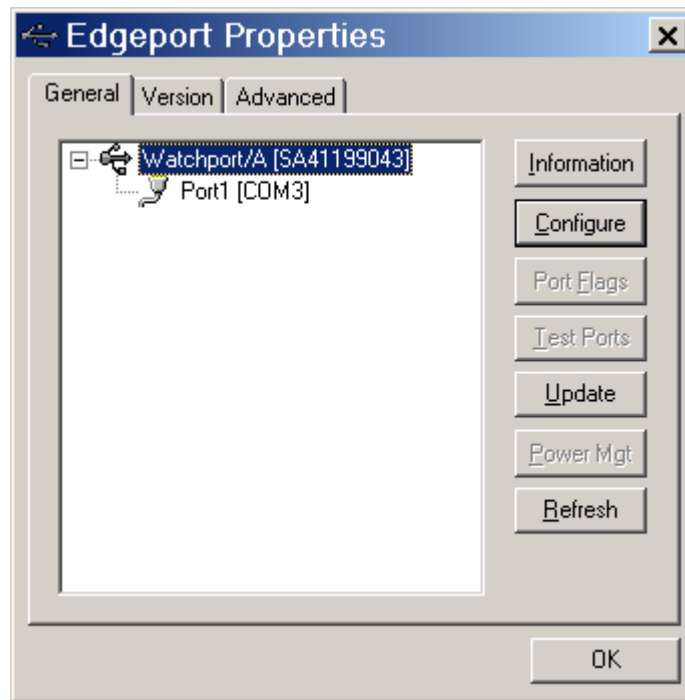 Edgeport Properties
General Version Advanced
Watchport/A [SA41199043]
Port1 [COM3]
Information
Configure
Port Flags
Test Ports
Update
Power Mgt
Refresh
OK